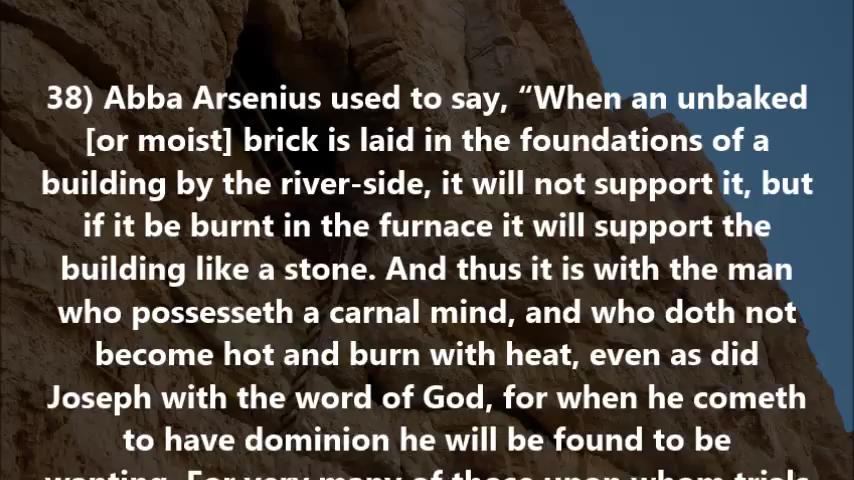 38) Abba Arsenius used to say, “When an unbaked
[or moist] brick is laid in the foundations of a
building by the river-side, it will not support it, but
if it be burnt in the furnace it will support the
building like a stone. And thus it is with the man
who possesseth a carnal mind, and who doth not
become hot and burn with heat, even as did
Joseph with the word of God, for when he cometh
to have dominion he will be found to be
wanting. For very many of those upon whom trials